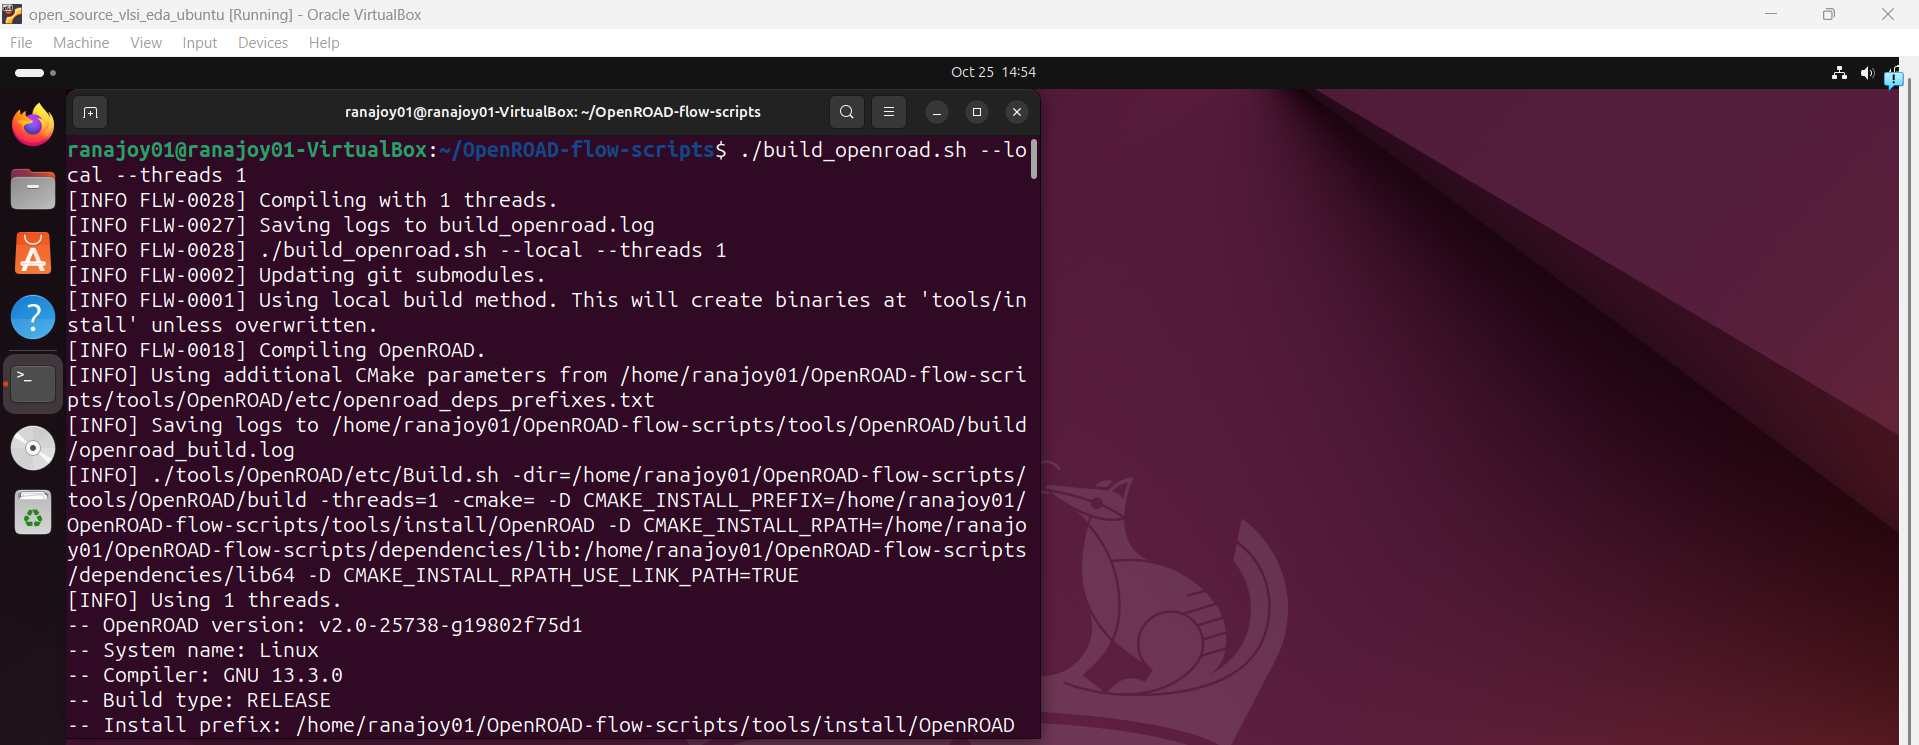 open_source_vlsi_eda_ubuntu [Running] - Oracle VirtualBox
File Machine View Input Devices Help
Oct 25 14:54
ranajoy01@ranajoy01-VirtualBox: ~/OpenROAD-flow-scripts
ranajoy01@ranajoy01-VirtualBox:~/OpenROAD-flow-scripts$ ./build_openroad.sh --lo
cal --threads 1
[INFO FLW-0028] Compiling with 1 threads.
[INFO FLW-0027] Saving logs to build_openroad.log
[INFO FLW-0028] ./build_openroad.sh --local --threads 1
[INFO FLW-0002] Updating git submodules.
[INFO FLW-0001] Using local build method. This will create binaries at 'tools/in
stall' unless overwritten.
[INFO FLW-0018] Compiling OpenROAD.
[INFO] Using additional CMake parameters from /home/ranajoy01/OpenROAD-flow-scri
pts/tools/OpenROAD/etc/openroad_deps_prefixes.txt
[INFO] Saving logs to /home/ranajoy01/OpenROAD-flow-scripts/tools/OpenROAD/build
/openroad_build.log
[INFO] ./tools/OpenROAD/etc/Build.sh -dir=/home/ranajoy01/OpenROAD-flow-scripts/
tools/OpenROAD/build -threads=1 -cmake= -D CMAKE_INSTALL_PREFIX=/home/ranajoy01/
OpenROAD-flow-scripts/tools/install/OpenROAD -D CMAKE_INSTALL_RPATH=/home/ranajo
y01/OpenROAD-flow-scripts/dependencies/lib:/home/ranajoy01/OpenROAD-flow-scripts
/dependencies/lib64 -D CMAKE_INSTALL_RPATH_USE_LINK_PATH=TRUE
[INFO] Using 1 threads.
-- OpenROAD version: v2.0-25738-g19802f75d1
-- System name: Linux
-- Compiler: GNU 13.3.0
-- Build type: RELEASE
-- Install prefix: /home/ranajoy01/OpenROAD-flow-scripts/tools/install/OpenROAD